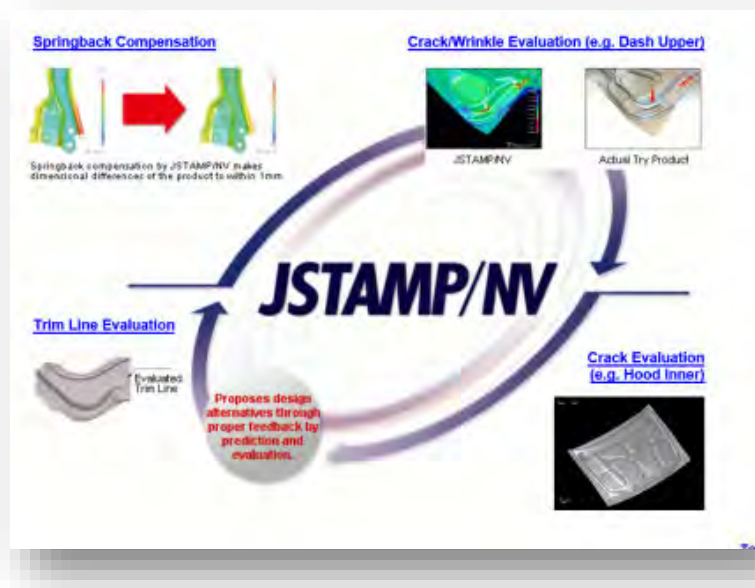 Springback Compensation
Crack/Wrinkle Evaluation (e.g. Dash Upper)
JSTAMP/NV
Actual Try Product
Springback compensation by JSTAMP/NV makes
dimensional differences of the product to within 1mm.
JSTAMP/NV
Trim Line Evaluation
Evaluated
Trim Line
Proposes design
alternatives through
proper feedback by
prediction and
evaluation.
Crack Evaluation
(e.g. Hood Inner)